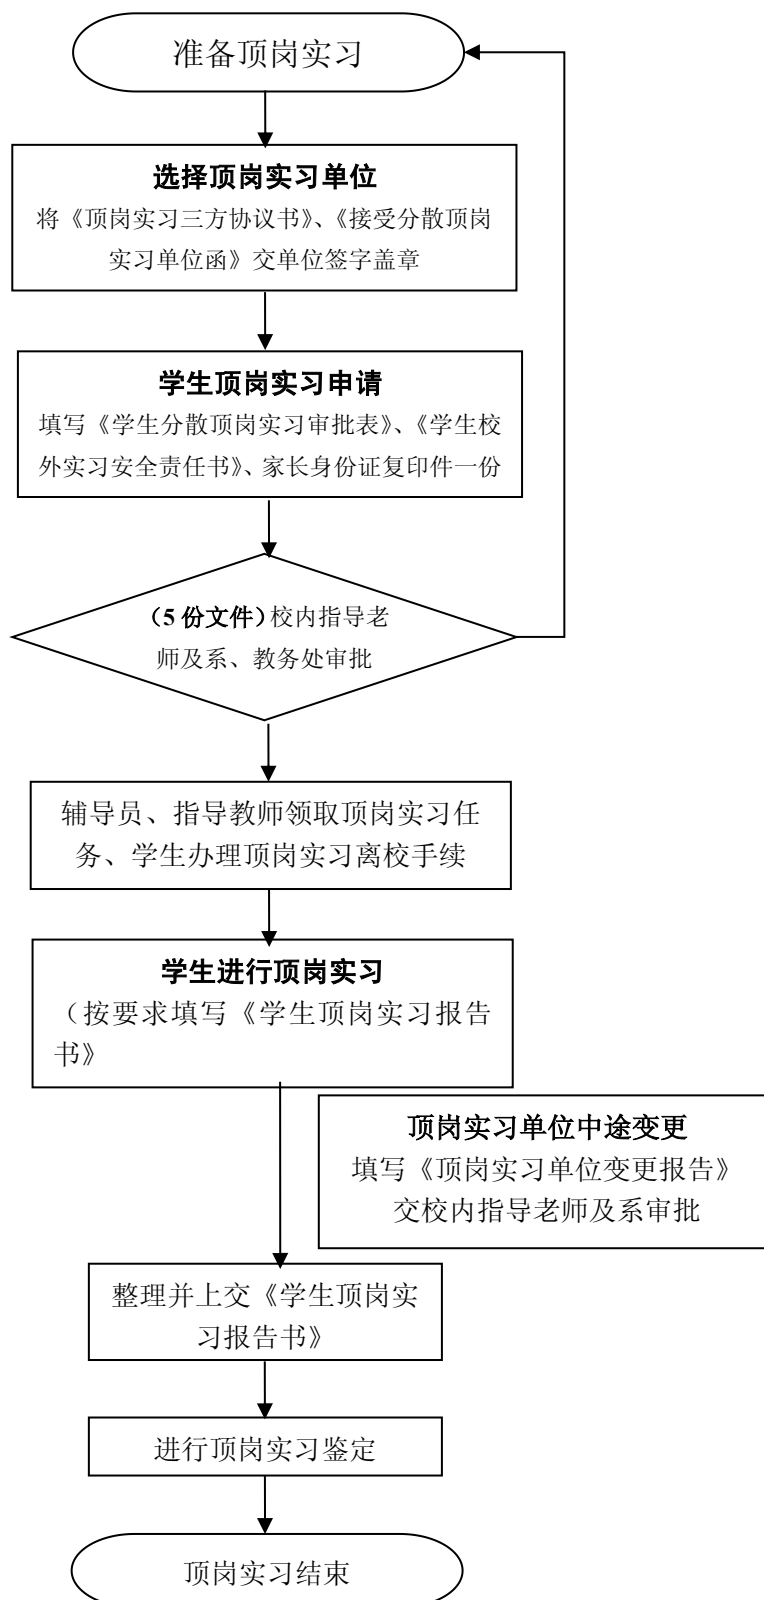 准备顶岗实习
选择顶岗实习单位
将《顶岗实习三方协议书》、《接受分散顶岗
实习单位函》交单位签字盖章
学生顶岗实习申请
填写《学生分散顶岗实习审批表》、《学生校
外实习安全责任书》、家长身份证复印件一份
（5 份文件）校内指导老
师及系、教务处审批
辅导员、指导教师领取顶岗实习任
务、学生办理顶岗实习离校手续
学生进行顶岗实习
（按要求填写《学生顶岗实习报告
书》
顶岗实习单位中途变更
填写《顶岗实习单位变更报告》
交校内指导老师及系审批
整理并上交《学生顶岗实
习报告书》
进行顶岗实习鉴定
顶岗实习结束